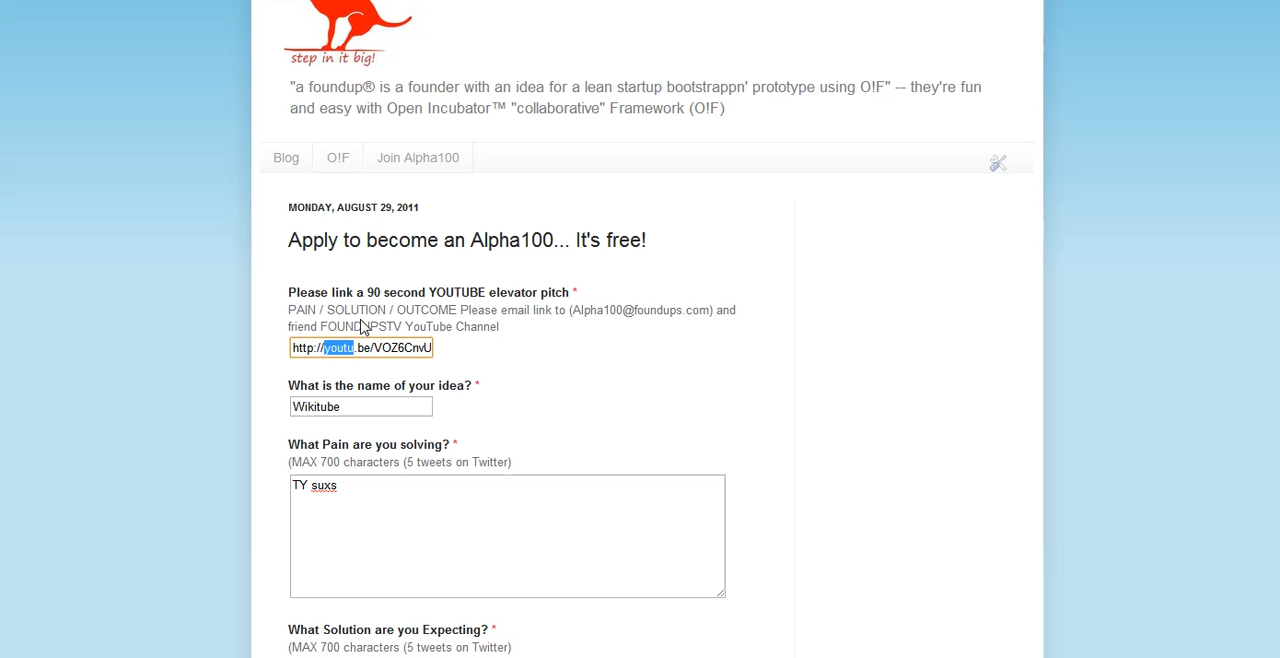 step in it big!
"a foundup® is a founder with an idea for a lean startup bootstrappn' prototype using O!F" -- they're fun
and easy with Open Incubator™ "collaborative" Framework (O!F)
Blog O!F Join Alpha100
MONDAY, AUGUST 29, 2011
Apply to become an Alpha100... It's free!
Please link a 90 second YOUTUBE elevator pitch *
PAIN / SOLUTION / OUTCOME Please email link to (Alpha100@foundups.com) and
friend FOUNDUPSTV YouTube Channel
http://youtu.be/VOZ6CnvU
What is the name of your idea? *
Wikitube
What Pain are you solving? *
(MAX 700 characters (5 tweets on Twitter)
TY suxs
What Solution are you Expecting? *
(MAX 700 characters (5 tweets on Twitter)